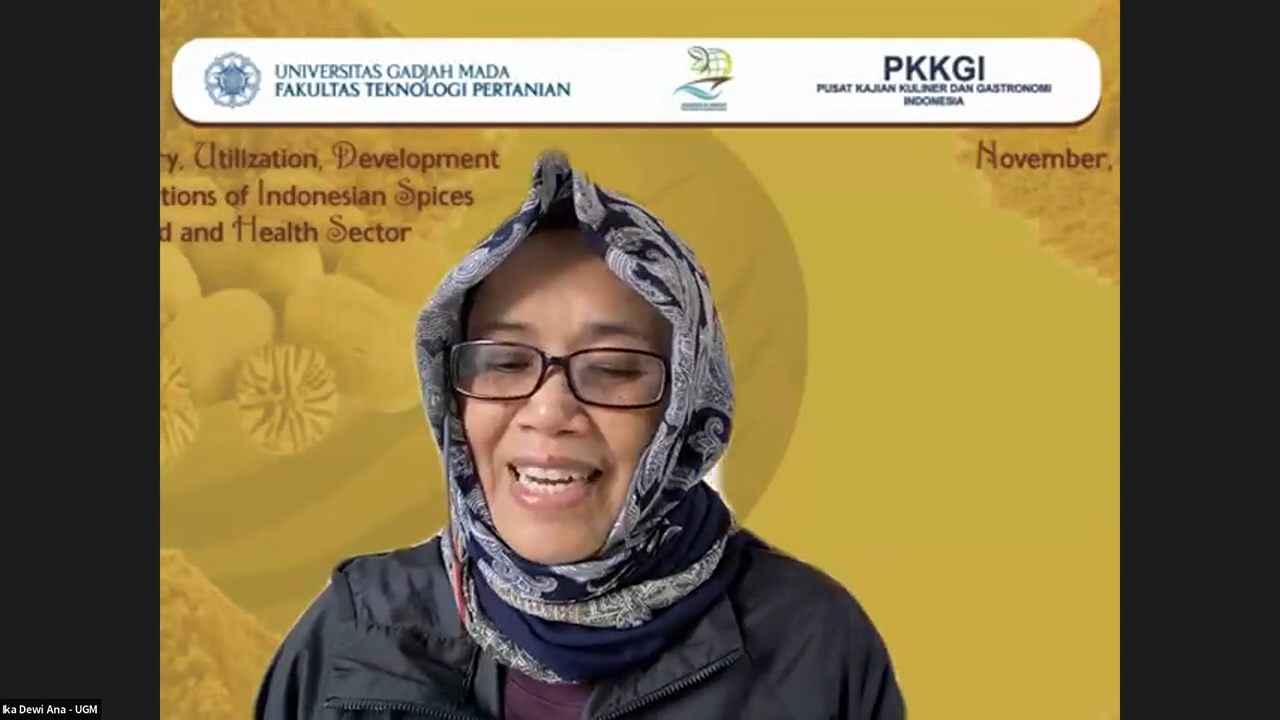 UNIVERSITAS GADJAH MADA
FAKULTAS TEKNOLOGI PERTANIAN
PKKGI
PUSAT KAJIAN KULINER DAN GASTRONOMI
INDONESIA
ry, Utilization, Development
tions of Indonesian Spices
d and Health Sector
November,
Ika Dewi Ana - UGM